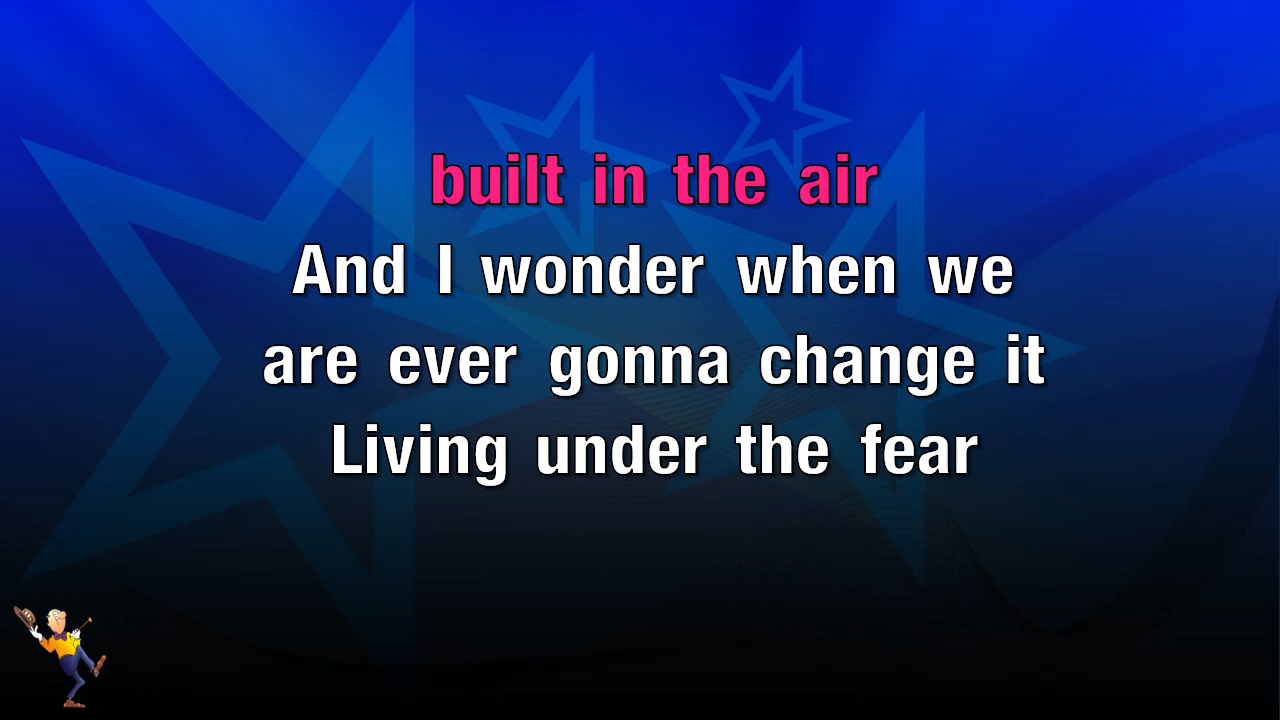 built in the air
And I wonder when we
are ever gonna change it
Living under the fear